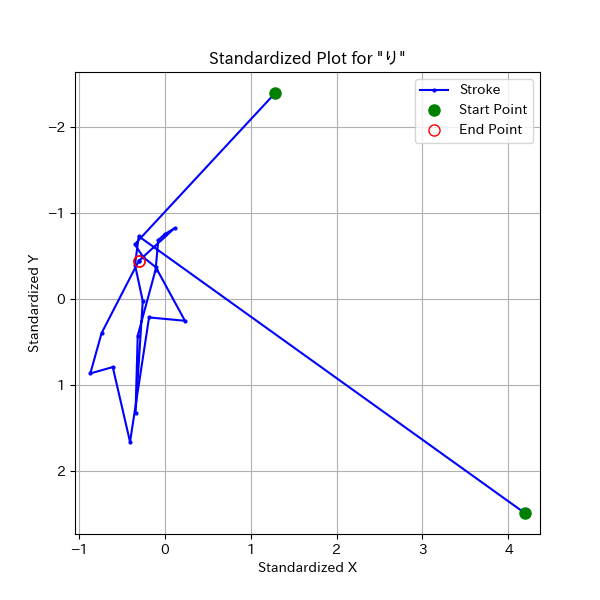 Standardized Plot for "り"
Stroke
Start Point
End Point
Standardized Y
−2
−1
0
1
2
−1 0 1 2 3 4
Standardized X